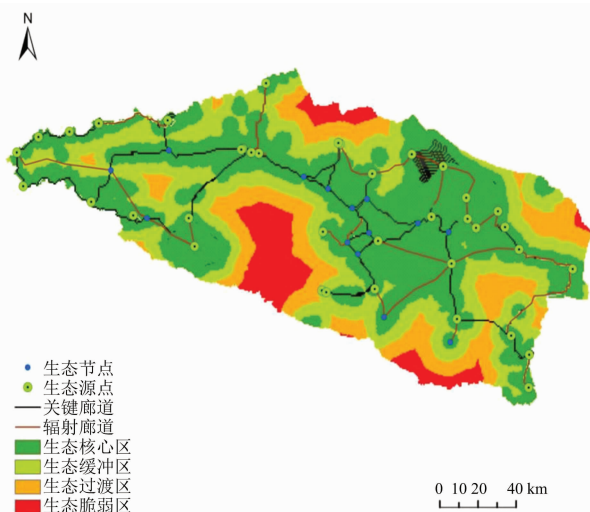 N
生态节点
生态源点
关键廊道
辐射廊道
生态核心区
生态缓冲区
生态过渡区
生态脆弱区
0 10 20 40 km